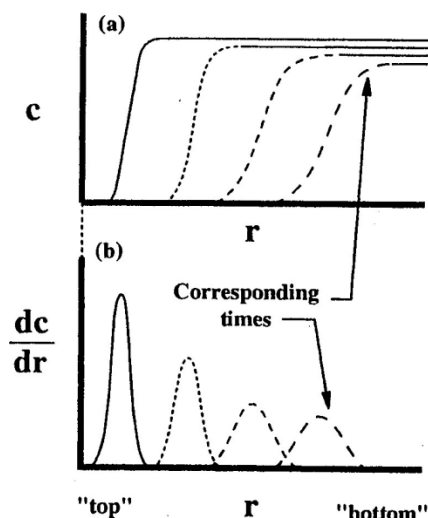 (a)
c
r
(b)
Corresponding
times
dc
dr
"top"
r
"bottom"